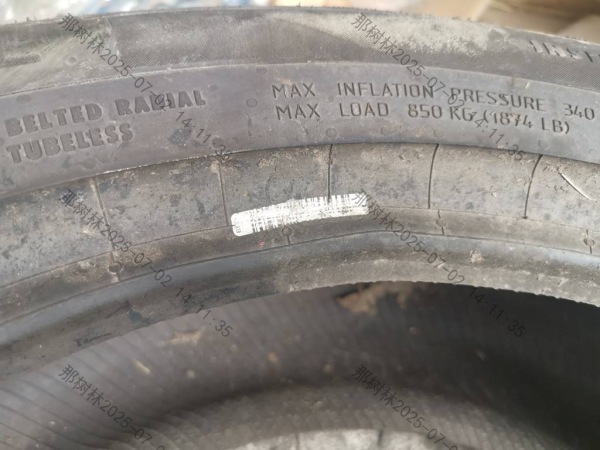 BELTED RADIAL
TUBELESS
MAX INFLATION PRESSURE 340
MAX LOAD 850 KG (1874 LB)
那树林2025-07-02 14:11:35